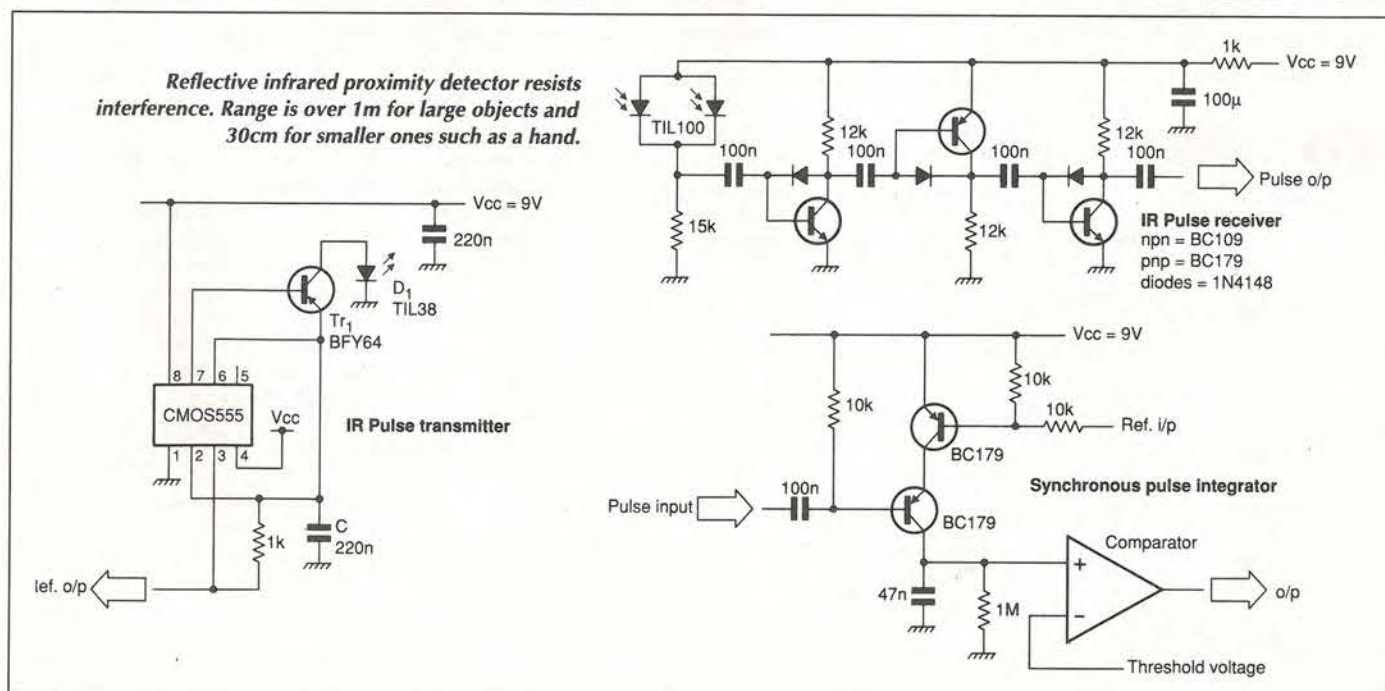 Reflective infrared proximity detector resists
interference. Range is over 1m for large objects and
30cm for smaller ones such as a hand.
Vcc = 9V
220n
D1
TIL38
Tr1
BFY64
8 7 6 5
CMOS555
Vcc
1 2 3 4
IR Pulse transmitter
1k
C
220n
lef. o/p
1k
Vcc = 9V
100µ
TIL100
12k
12k
100n
100n
100n
100n
Pulse o/p
15k
12k
IR Pulse receiver
npn = BC109
pnp = BC179
diodes = 1N4148
Vcc = 9V
10k
10k
10k
Ref. i/p
BC179
Synchronous pulse integrator
Pulse input
100n
BC179
Comparator
+
−
47n
1M
o/p
Threshold voltage